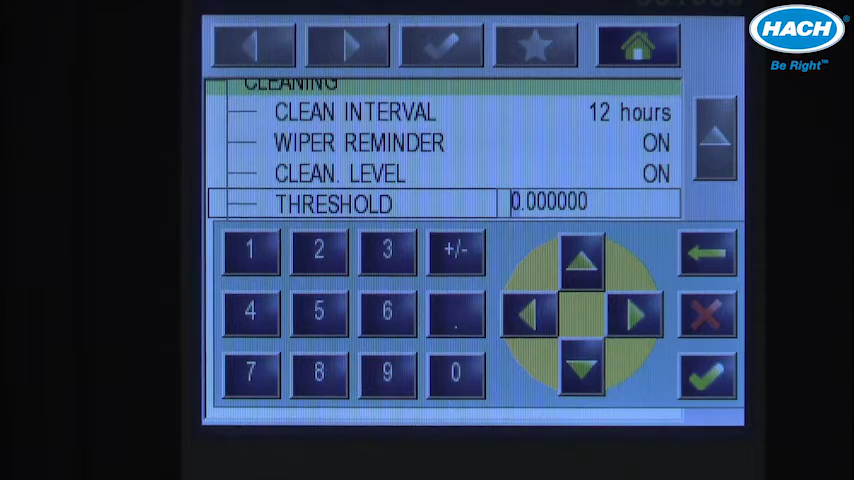 HACH
Be Right™
CLEANING
CLEAN INTERVAL 12 hours
WIPER REMINDER ON
CLEAN. LEVEL ON
THRESHOLD 0.000000
1 2 3 +/-
4 5 6 .
7 8 9 0